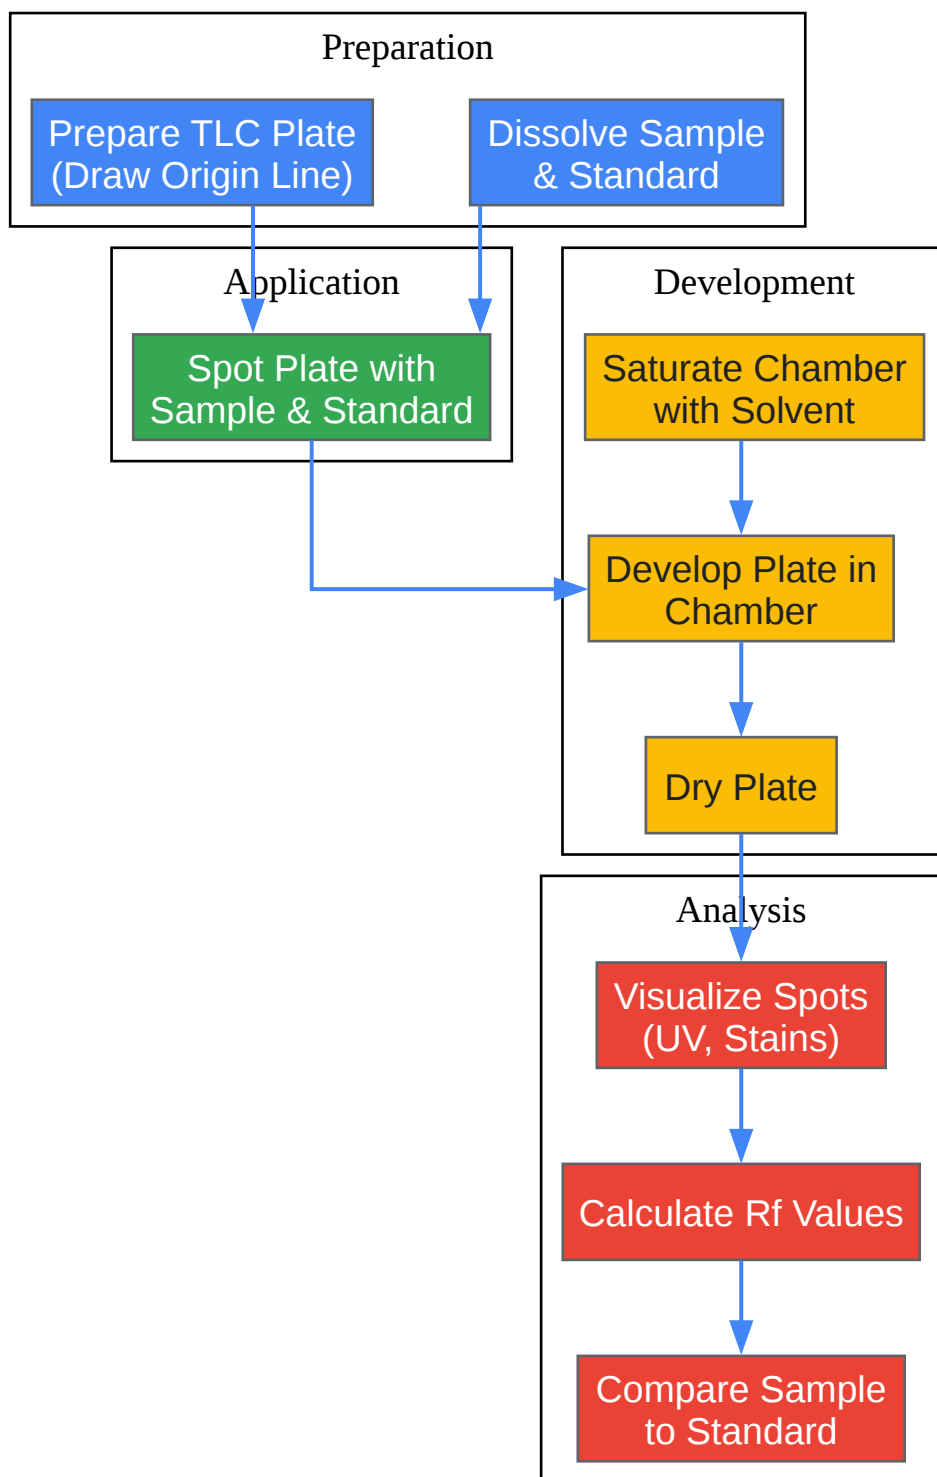 Preparation
Prepare TLC Plate
(Draw Origin Line)
Dissolve Sample
& Standard
Application
Spot Plate with
Sample & Standard
Development
Saturate Chamber
with Solvent
Develop Plate in
Chamber
Dry Plate
Analysis
Visualize Spots
(UV, Stains)
Calculate Rf Values
Compare Sample
to Standard